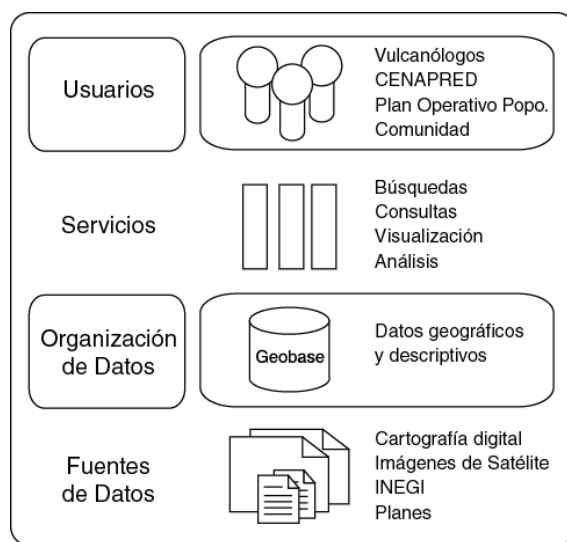 Usuarios
Vulcanólogos
CENAPRED
Plan Operativo Popo.
Comunidad
Servicios
Búsquedas
Consultas
Visualización
Análisis
Organización
de Datos
Geobase
Datos geográficos
y descriptivos
Fuentes
de Datos
Cartografía digital
Imágenes de Satélite
INEGI
Planes